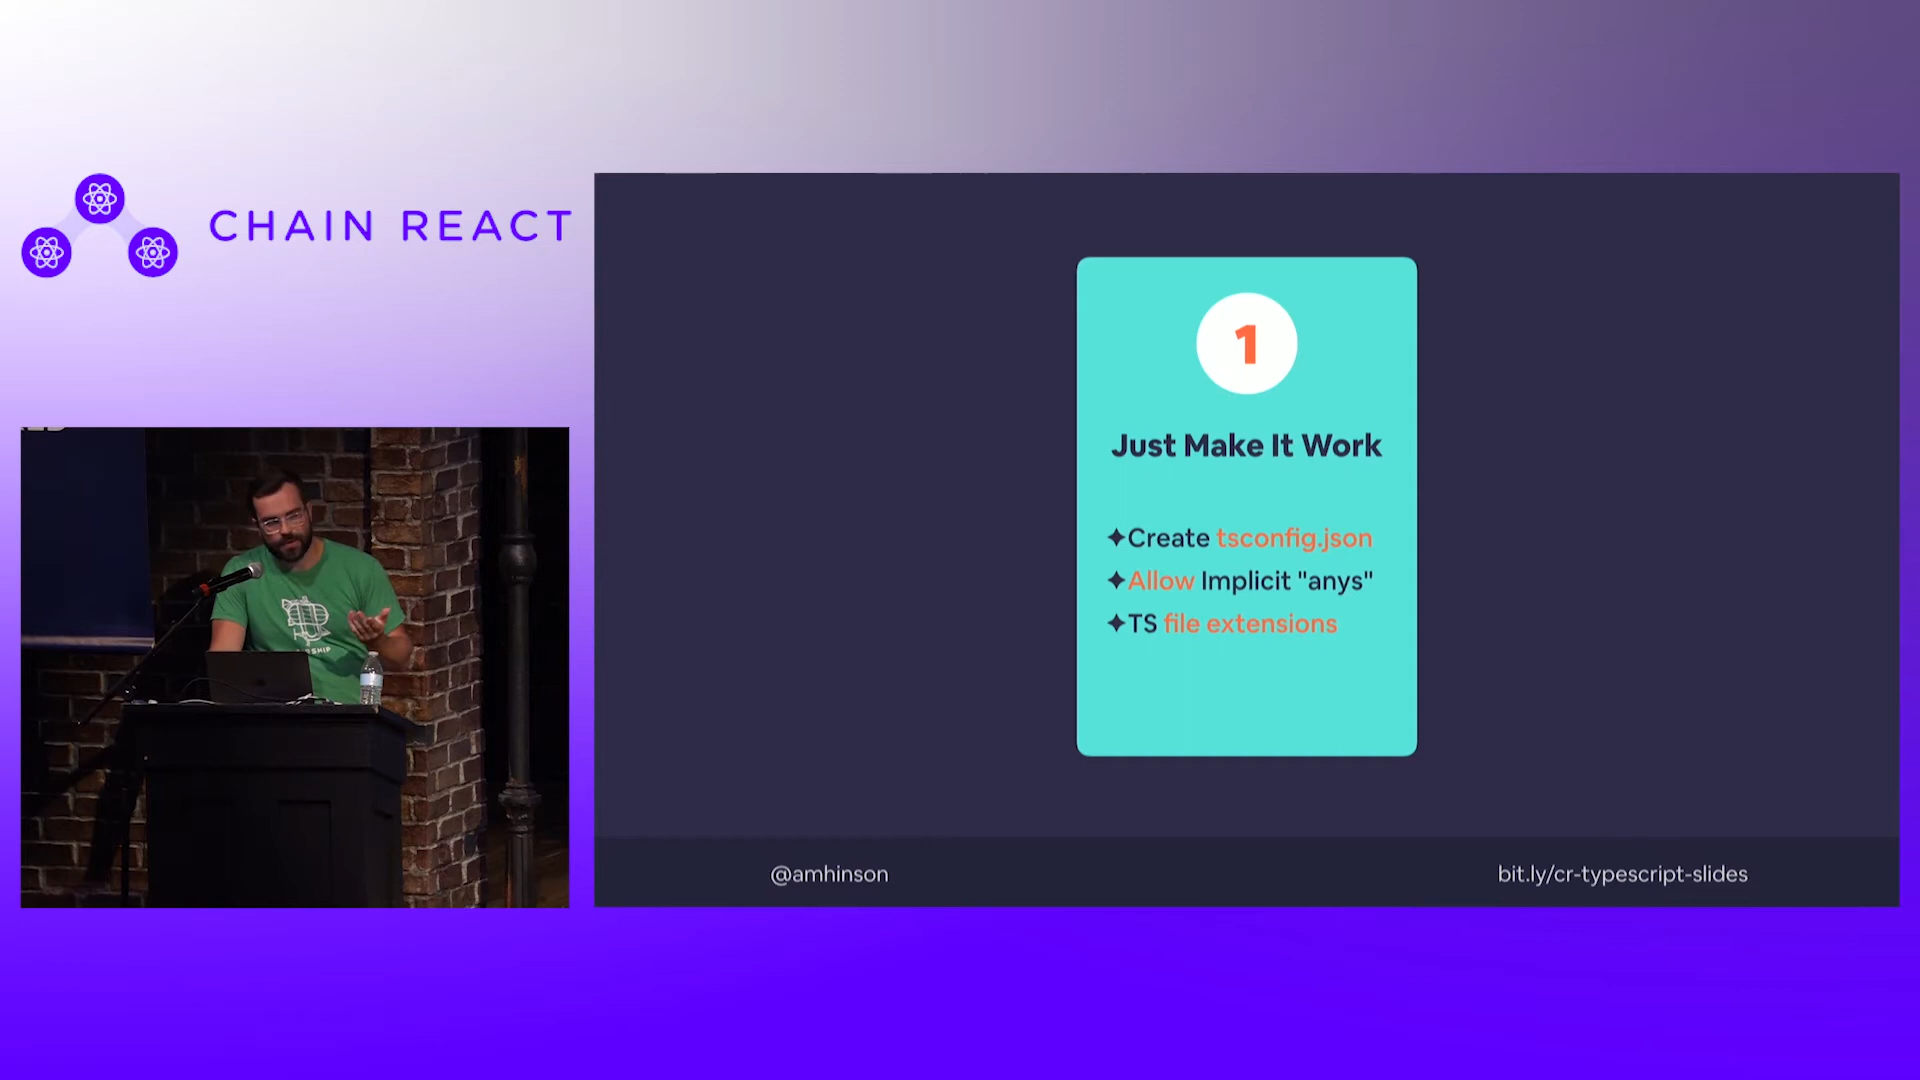 CHAIN REACT
1
Just Make It Work
✦Create tsconfig.json
✦Allow Implicit "anys"
✦TS file extensions
@amhinson
bit.ly/cr-typescript-slides